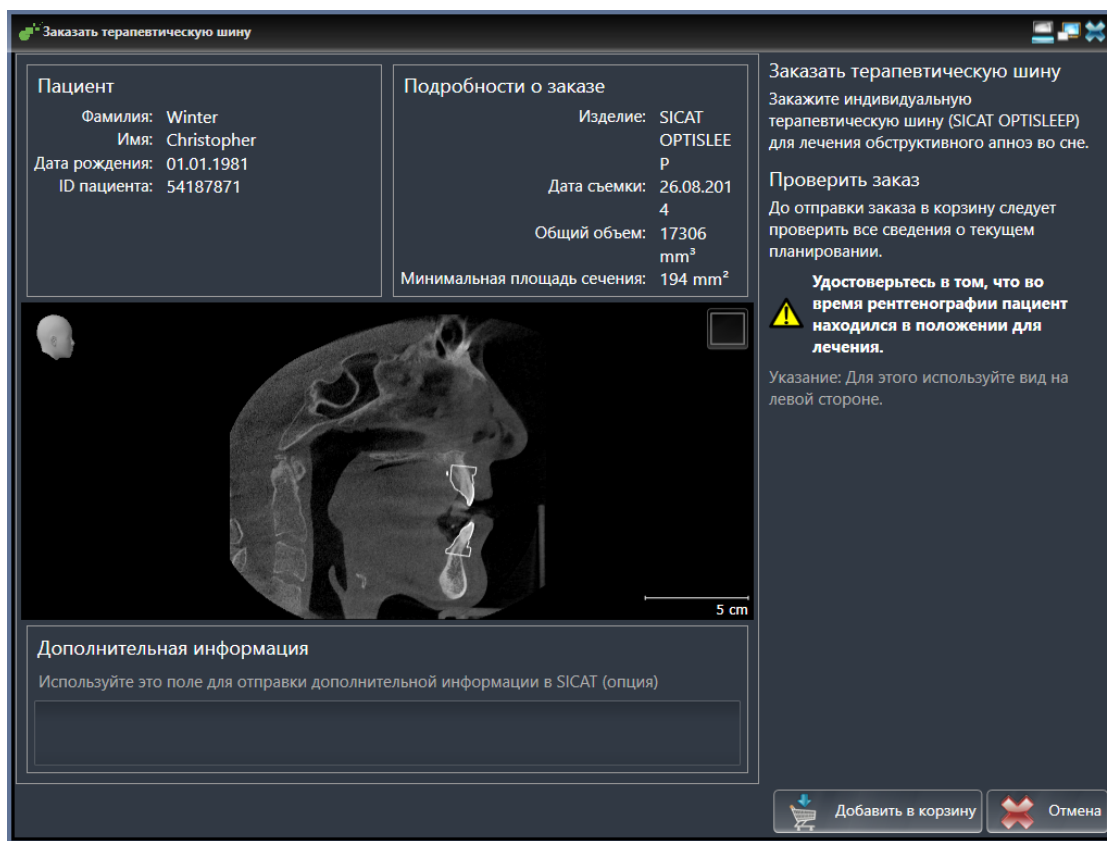 Заказать терапевтическую шину
Пациент
Фамилия: Winter
Имя: Christopher
Дата рождения: 01.01.1981
ID пациента: 54187871
Подробности о заказе
Изделие: SICAT
OPTISLEE
P
Дата съемки: 26.08.201
4
Общий объем: 17306
mm³
Минимальная площадь сечения: 194 mm²
5 cm
Дополнительная информация
Используйте это поле для отправки дополнительной информации в SICAT (опция)
Заказать терапевтическую шину
Закажите индивидуальную
терапевтическую шину (SICAT OPTISLEEP)
для лечения обструктивного апноэ во сне.
Проверить заказ
До отправки заказа в корзину следует
проверить все сведения о текущем
планировании.
Удостоверьтесь в том, что во
время рентгенографии пациент
находился в положении для
лечения.
Указание: Для этого используйте вид на
левой стороне.
Добавить в корзину
Отмена